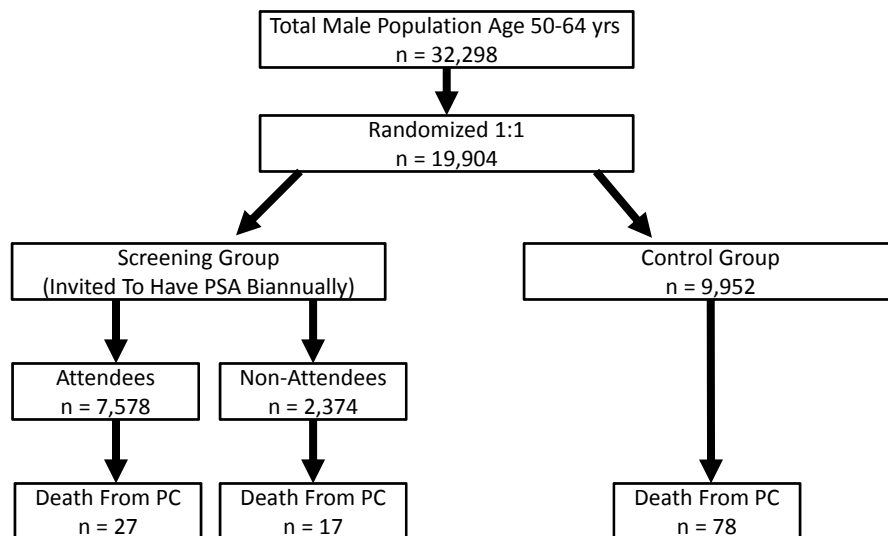 Total Male Population Age 50-64 yrs
n = 32,298
Randomized 1:1
n = 19,904
Screening Group
(Invited To Have PSA Biannually)
Control Group
n = 9,952
Attendees
n = 7,578
Non-Attendees
n = 2,374
Death From PC
n = 27
Death From PC
n = 17
Death From PC
n = 78